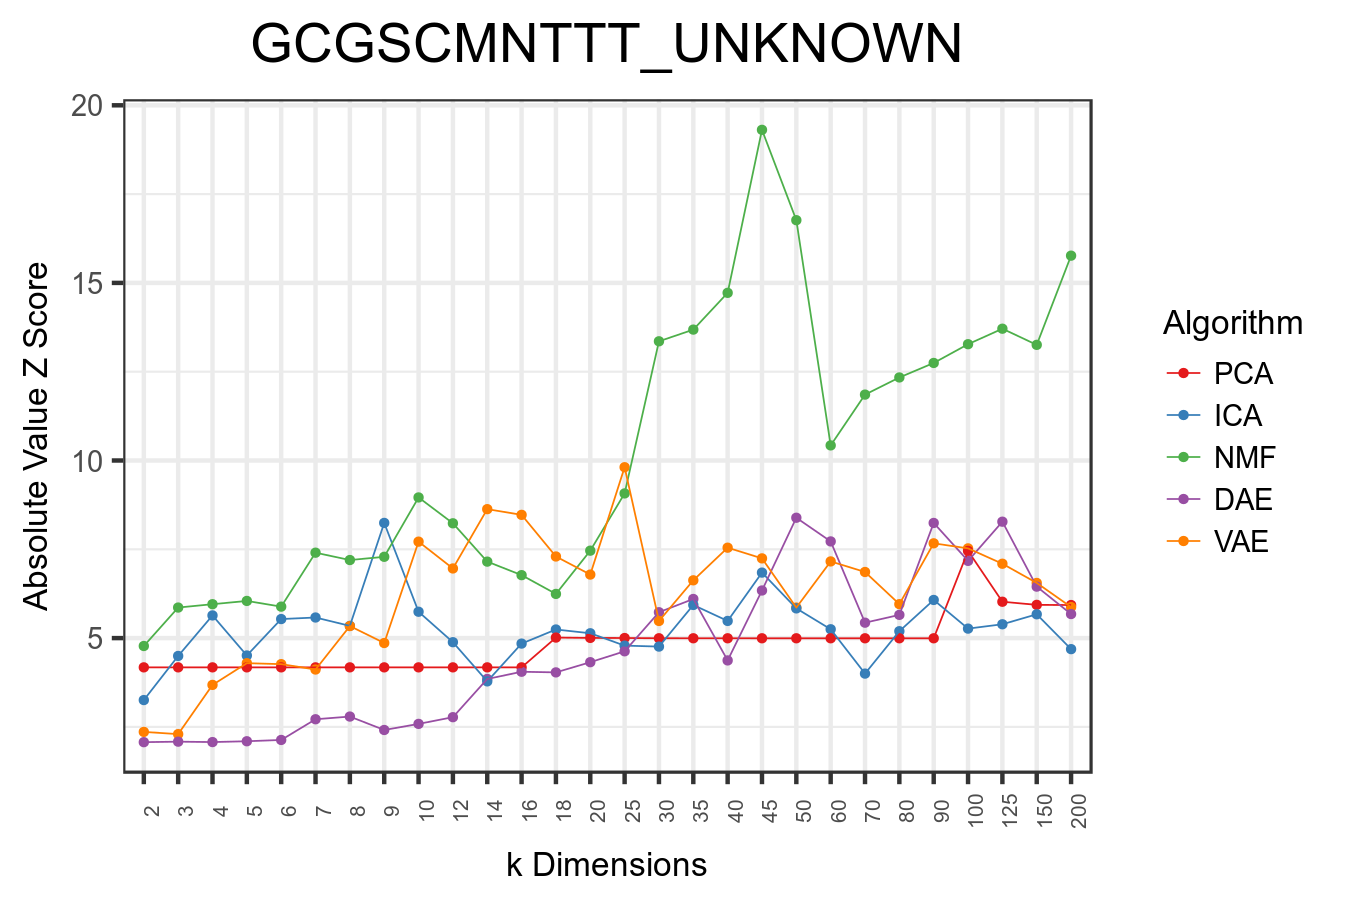 GCGSCMNTTT_UNKNOWN
Absolute Value Z Score
20
15
10
5
2 3 4 5 6 7 8 9 10 12 14 16 18 20 25 30 35 40 45 50 60 70 80 90 100 125 150 200
k Dimensions
Algorithm
PCA
ICA
NMF
DAE
VAE